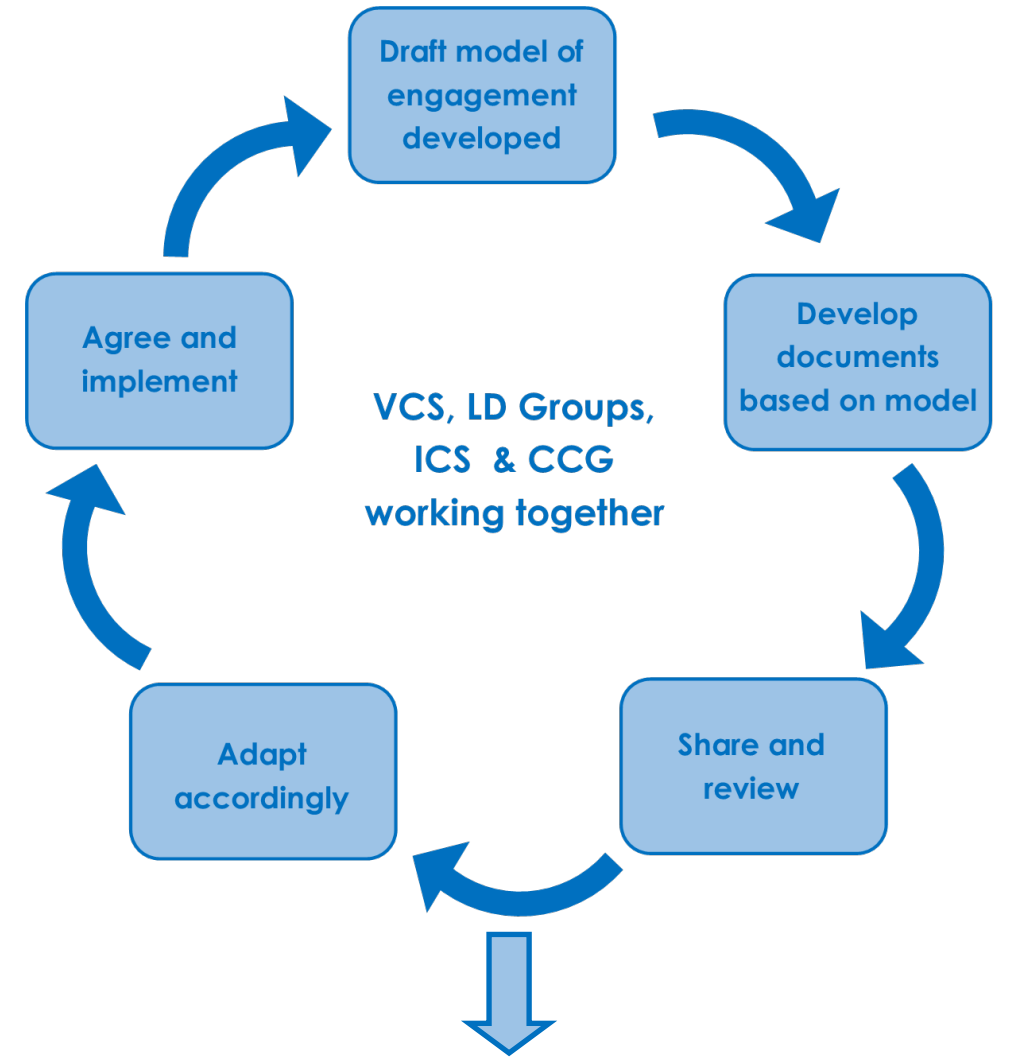 Draft model of
engagement
developed
Develop
documents
based on model
Share and
review
Adapt
accordingly
Agree and
implement
VCS, LD Groups,
ICS & CCG
working together